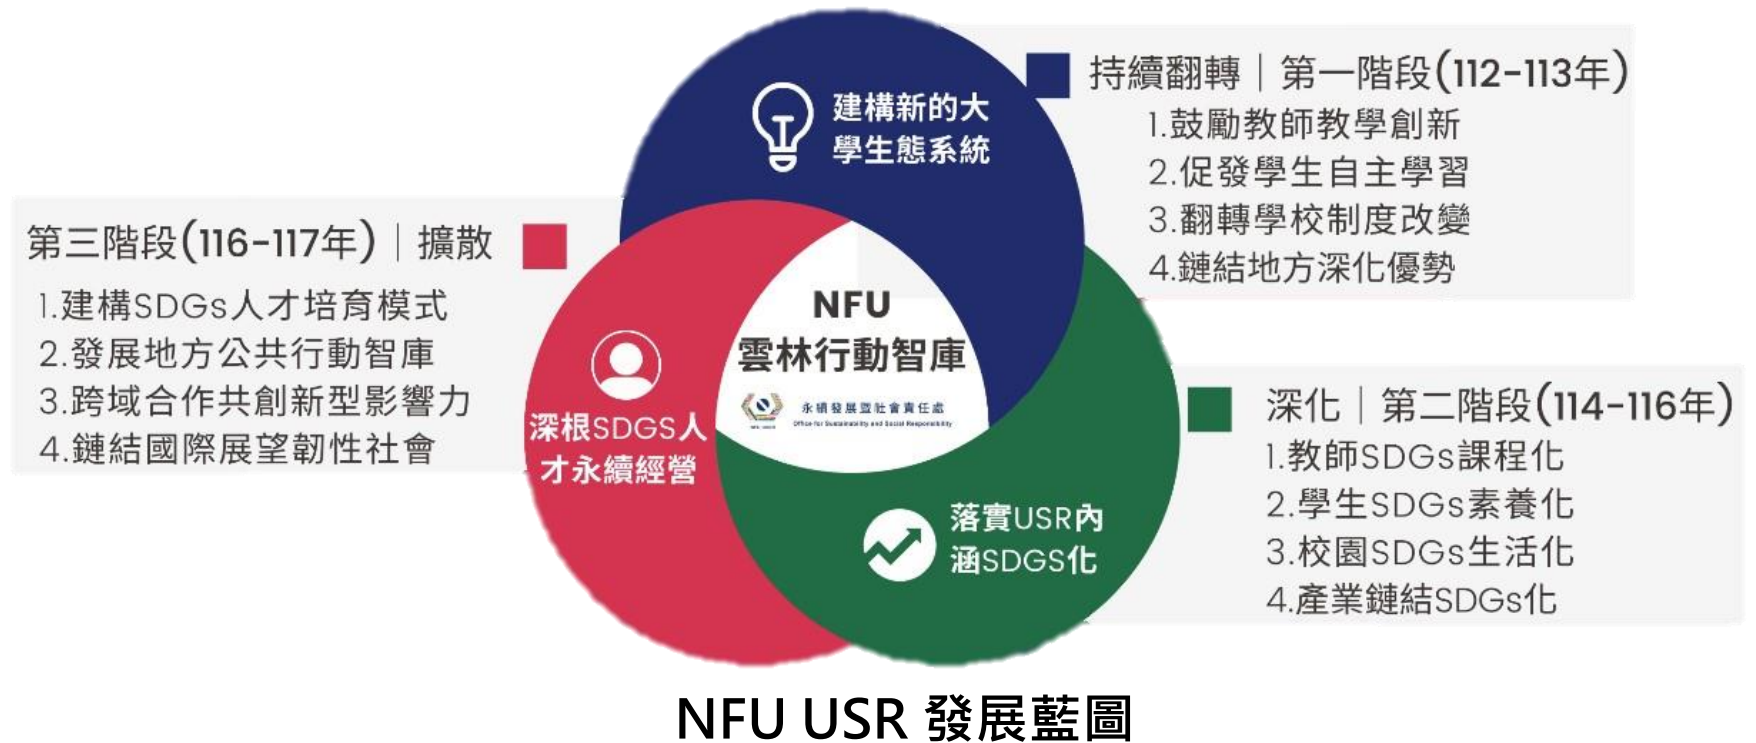 建構新的大
學生態系統
持續翻轉｜第一階段(112-113年)
1.鼓勵教師教學創新
2.促發學生自主學習
3.翻轉學校制度改變
4.鏈結地方深化優勢
第三階段(116-117年)｜擴散
1.建構SDGs人才培育模式
2.發展地方公共行動智庫
3.跨域合作共創新型影響力
4.鏈結國際展望韌性社會
NFU
雲林行動智庫
永續發展暨社會責任處
Office for Sustainability and Social Responsibility
深根SDGS人
才永續經營
深化｜第二階段(114-116年)
1.教師SDGs課程化
2.學生SDGs素養化
3.校園SDGs生活化
4.產業鏈結SDGs化
落實USR內
涵SDGS化
NFU USR 發展藍圖